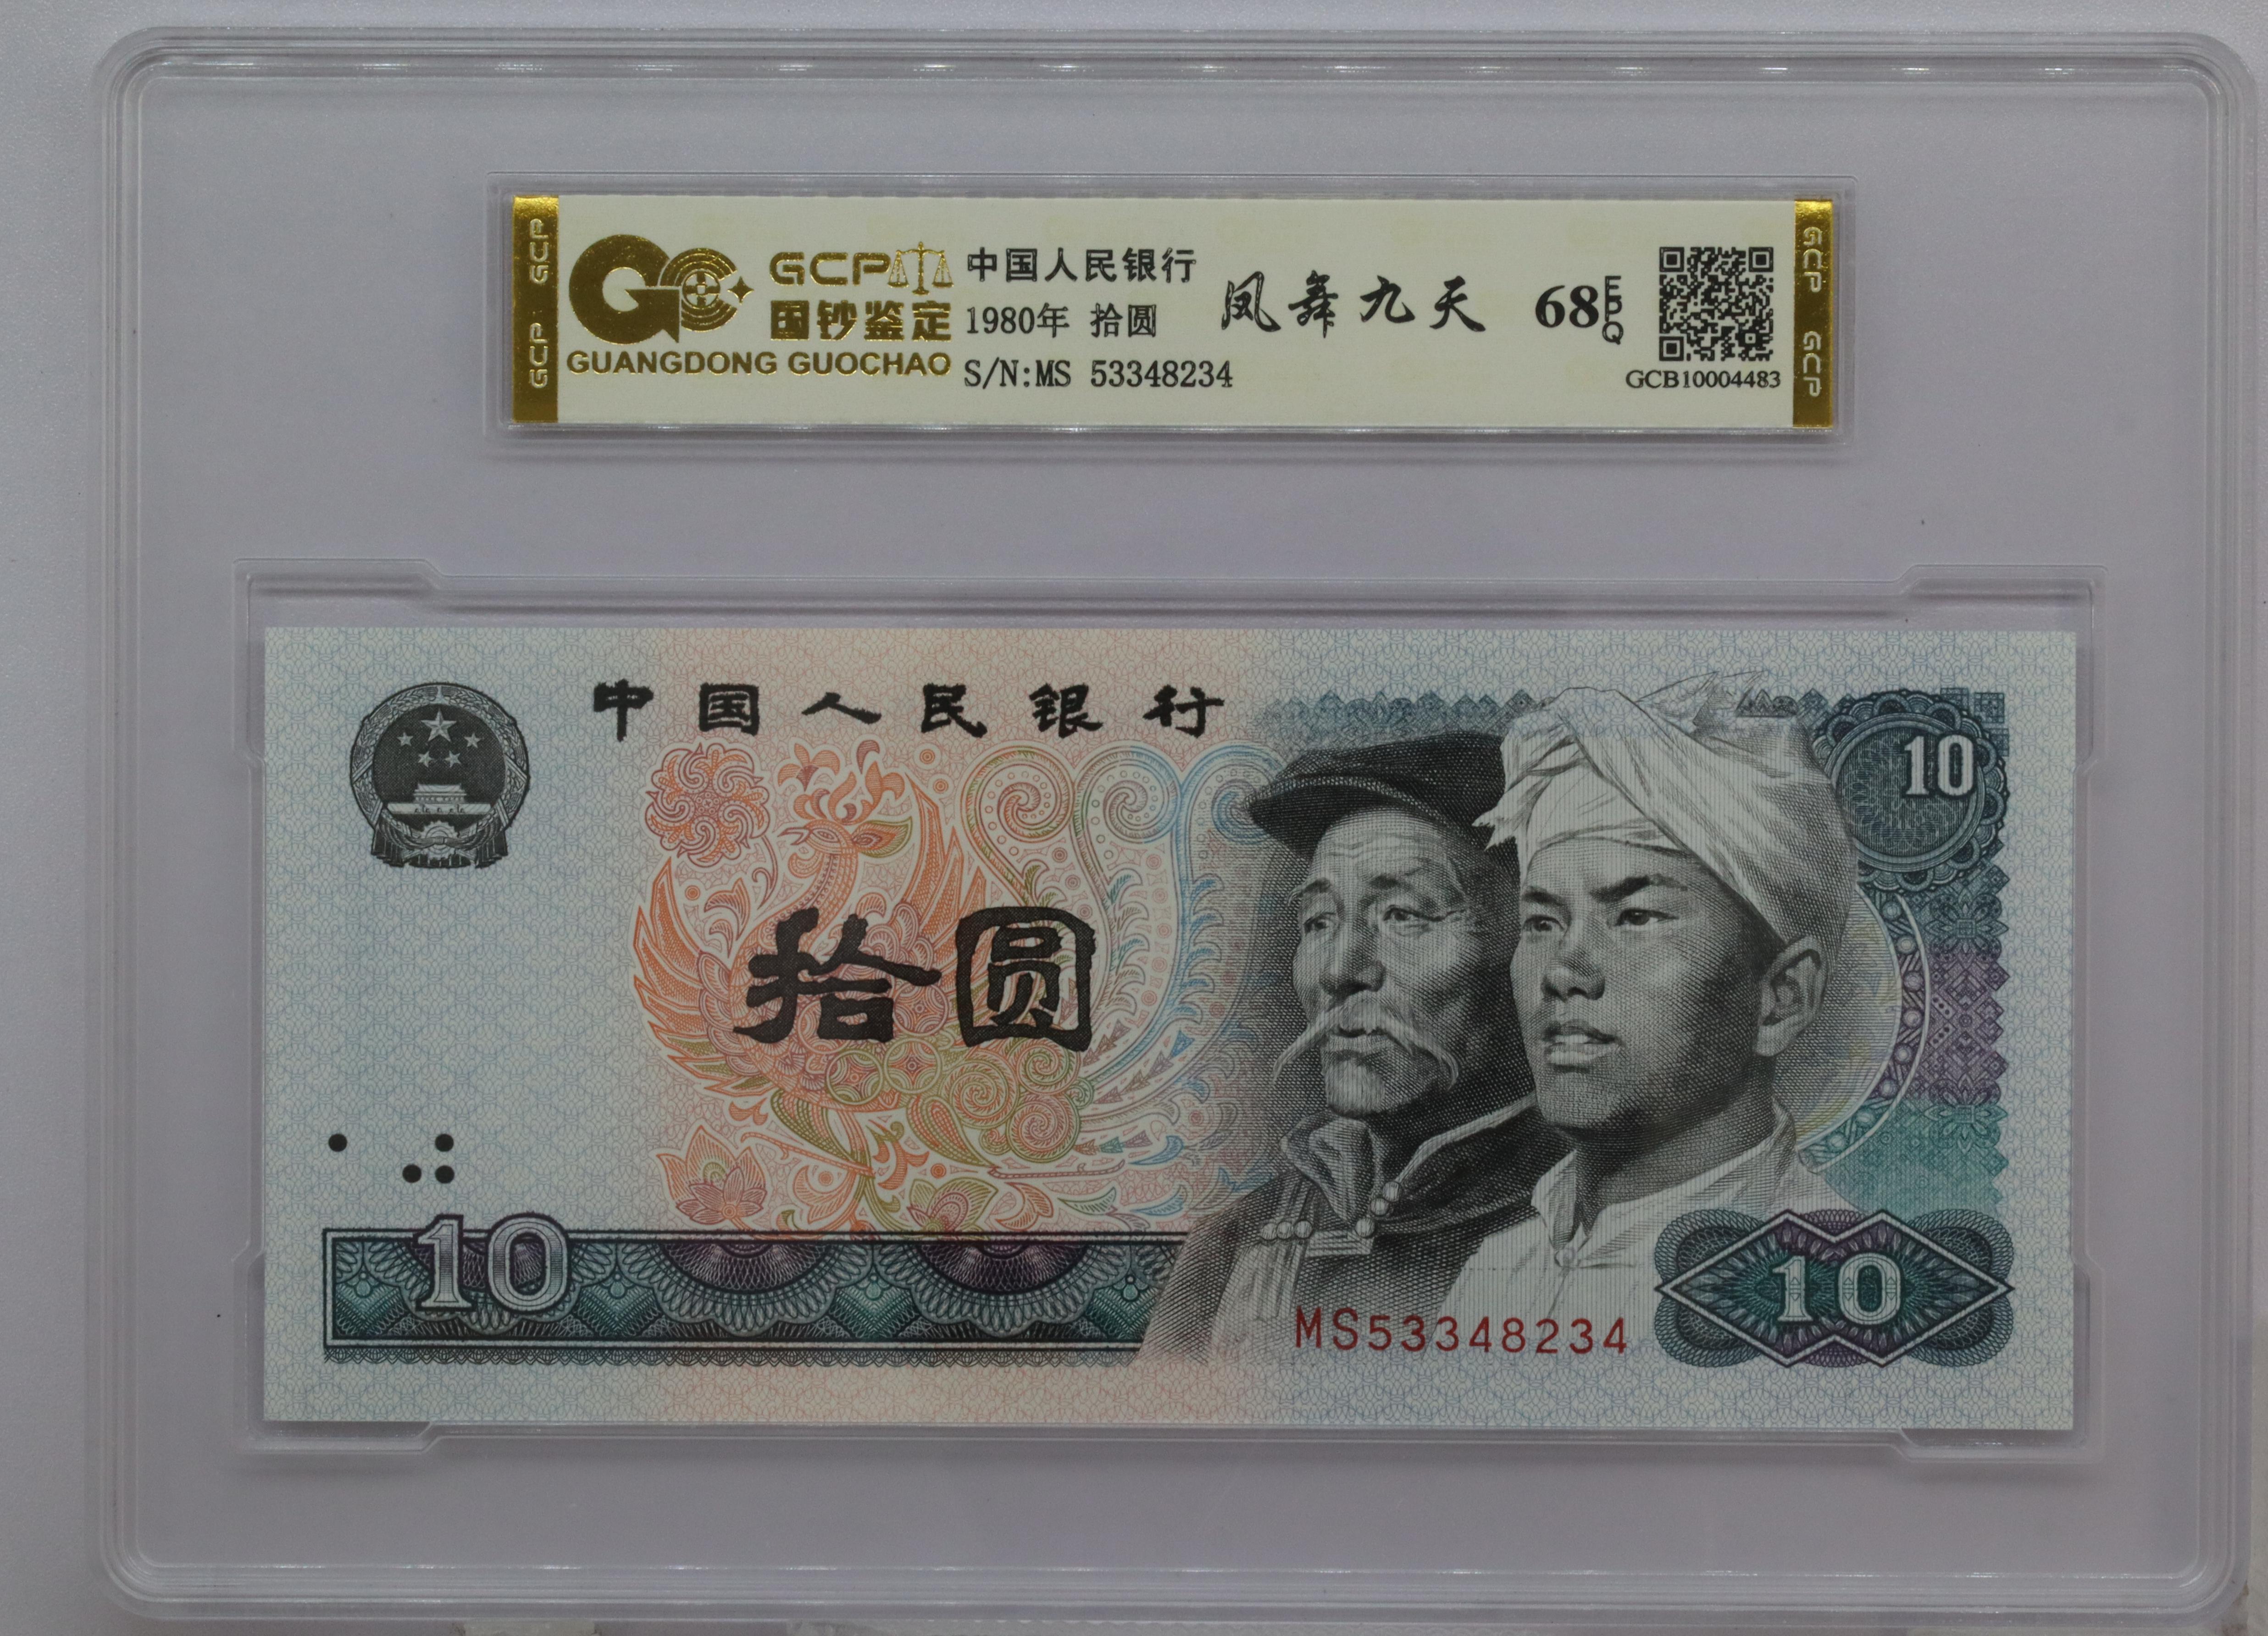 GCP GCP
GCP
国钞鉴定
GUANGDONG GUOCHAO
中国人民银行
1980年 拾圆
S/N:MS 53348234
凤舞九天
68 EPQ
GCB10004483
GCP GCP
中国人民银行
10
拾圆
10
MS53348234
10